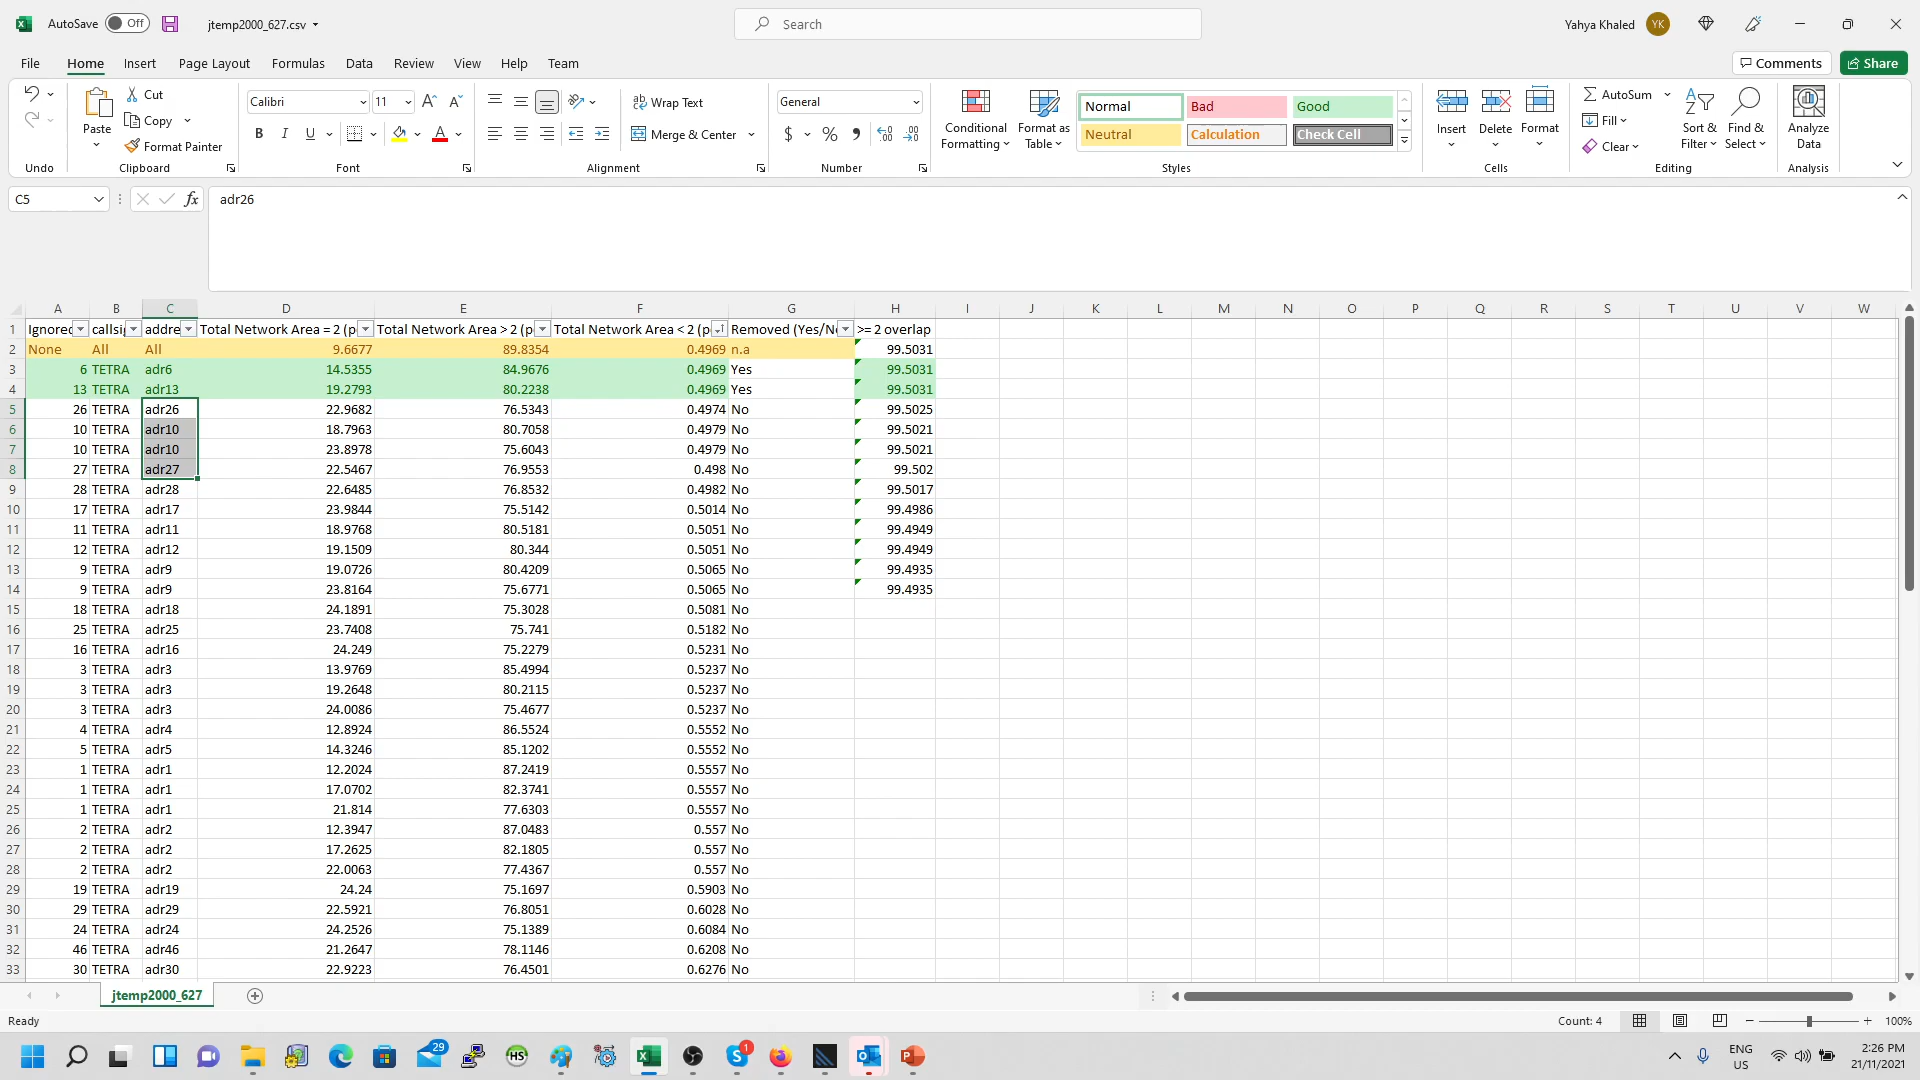 AutoSave Off jtemp2000_627.csv Search Yahya Khaled YK
File Home Insert Page Layout Formulas Data Review View Help Team Comments Share
Cut Calibri 11 Wrap Text General Normal Bad Good AutoSum
Paste Copy Conditional Formatting Format as Table Insert Delete Format Fill Sort & Filter Find & Select Analyze Data
Format Painter B I U A Merge & Center $ % Neutral Calculation Check Cell Clear
Undo Clipboard Font Alignment Number Styles Cells Editing Analysis
C5 fx adr26
A B C D E F G H I J K L M N O P Q R S T U V W
1 Ignored callsi addre Total Network Area = 2 (p Total Network Area > 2 (p Total Network Area < 2 (p Removed (Yes/N >= 2 overlap
2 None All All 9.6677 89.8354 0.4969 n.a 99.5031
3 6 TETRA adr6 14.5355 84.9676 0.4969 Yes 99.5031
4 13 TETRA adr13 19.2793 80.2238 0.4969 Yes 99.5031
5 26 TETRA adr26 22.9682 76.5343 0.4974 No 99.5025
6 10 TETRA adr10 18.7963 80.7058 0.4979 No 99.5021
7 10 TETRA adr10 23.8978 75.6043 0.4979 No 99.5021
8 27 TETRA adr27 22.5467 76.9553 0.498 No 99.502
9 28 TETRA adr28 22.6485 76.8532 0.4982 No 99.5017
10 17 TETRA adr17 23.9844 75.5142 0.5014 No 99.4986
11 11 TETRA adr11 18.9768 80.5181 0.5051 No 99.4949
12 12 TETRA adr12 19.1509 80.344 0.5051 No 99.4949
13 9 TETRA adr9 19.0726 80.4209 0.5065 No 99.4935
14 9 TETRA adr9 23.8164 75.6771 0.5065 No 99.4935
15 18 TETRA adr18 24.1891 75.3028 0.5081 No
16 25 TETRA adr25 23.7408 75.741 0.5182 No
17 16 TETRA adr16 24.249 75.2279 0.5231 No
18 3 TETRA adr3 13.9769 85.4994 0.5237 No
19 3 TETRA adr3 19.2648 80.2115 0.5237 No
20 3 TETRA adr3 24.0086 75.4677 0.5237 No
21 4 TETRA adr4 12.8924 86.5524 0.5552 No
22 5 TETRA adr5 14.3246 85.1202 0.5552 No
23 1 TETRA adr1 12.2024 87.2419 0.5557 No
24 1 TETRA adr1 17.0702 82.3741 0.5557 No
25 1 TETRA adr1 21.814 77.6303 0.5557 No
26 2 TETRA adr2 12.3947 87.0483 0.557 No
27 2 TETRA adr2 17.2625 82.1805 0.557 No
28 2 TETRA adr2 22.0063 77.4367 0.557 No
29 19 TETRA adr19 24.24 75.1697 0.5903 No
30 29 TETRA adr29 22.5921 76.8051 0.6028 No
31 24 TETRA adr24 24.2526 75.1389 0.6084 No
32 46 TETRA adr46 21.2647 78.1146 0.6208 No
33 30 TETRA adr30 22.9223 76.4501 0.6276 No
jtemp2000_627
Ready Count: 4 100%
29 HS 1 ENG US 2:26 PM 21/11/2021